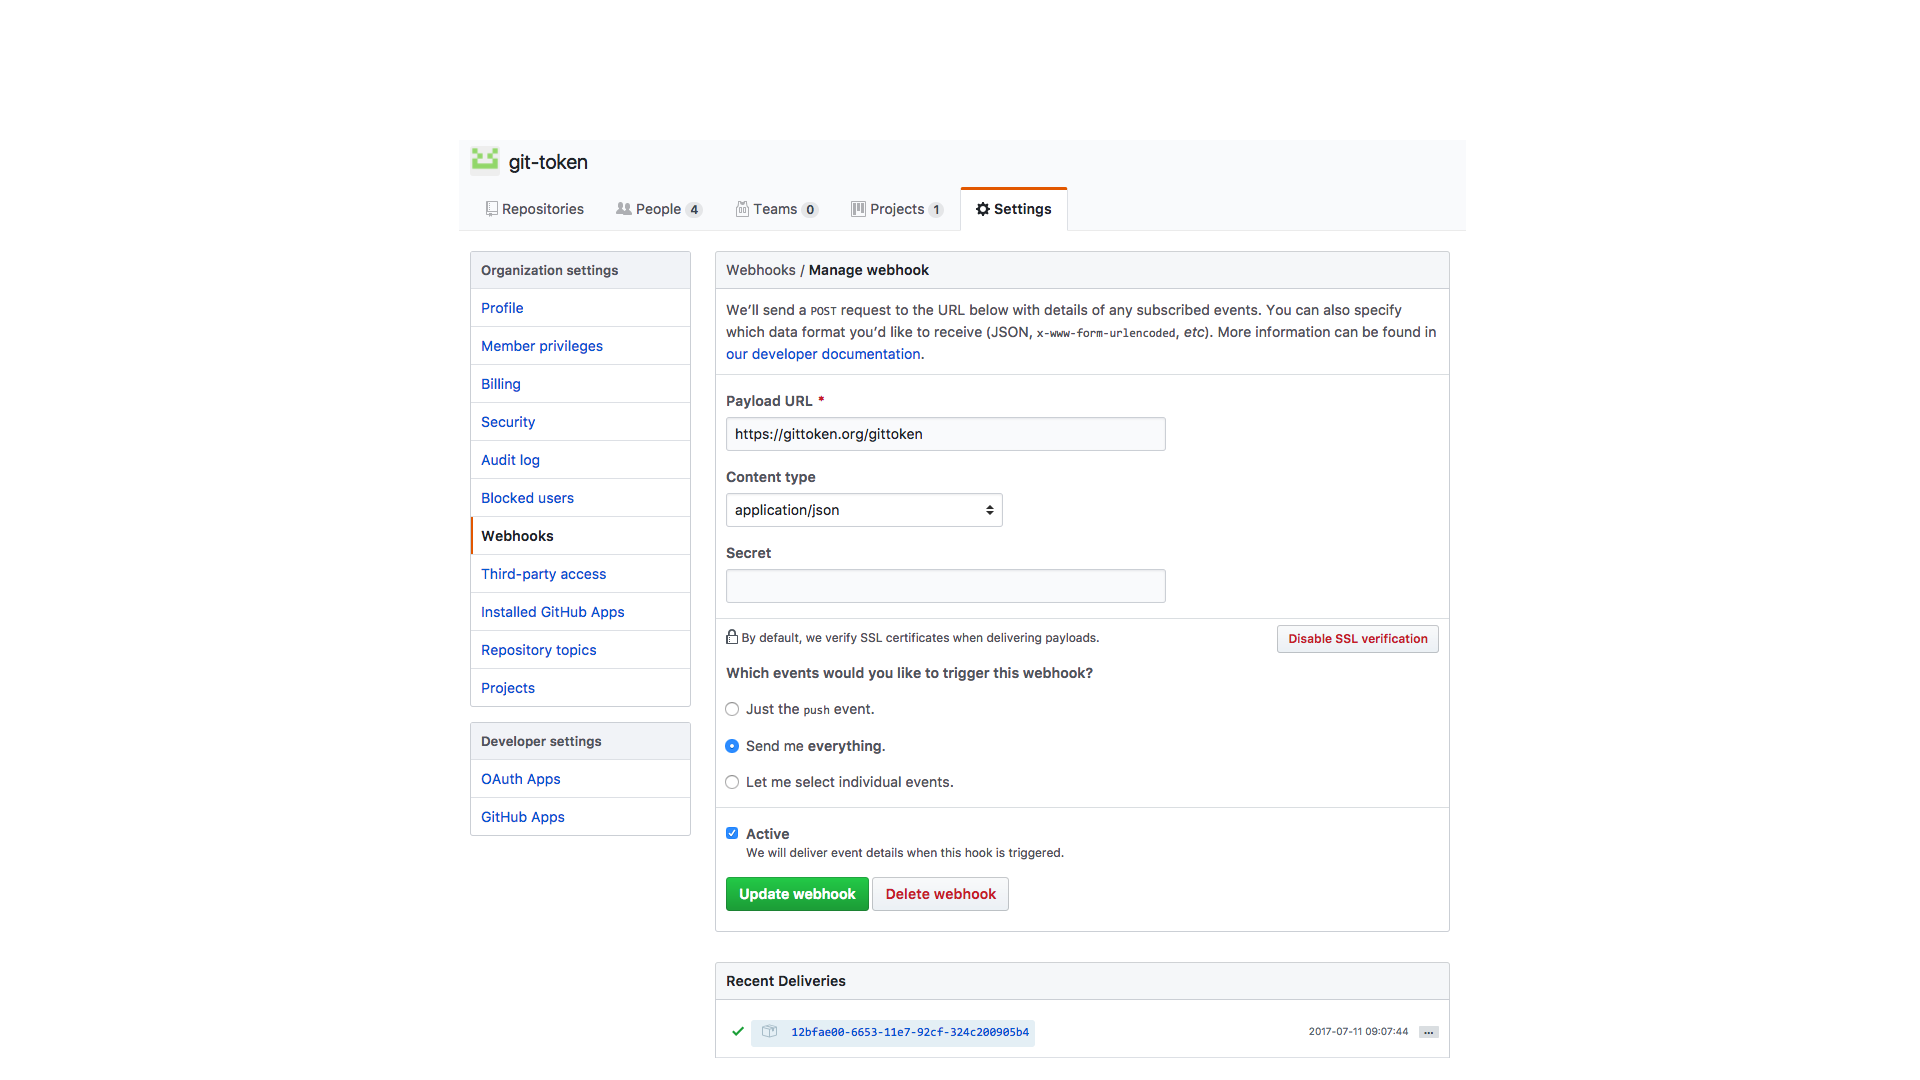 git-token
Repositories People 4 Teams 0 Projects 1 Settings
Organization settings
Profile
Member privileges
Billing
Security
Audit log
Blocked users
Webhooks
Third-party access
Installed GitHub Apps
Repository topics
Projects
Developer settings
OAuth Apps
GitHub Apps
Webhooks / Manage webhook
We’ll send a POST request to the URL below with details of any subscribed events. You can also specify
which data format you’d like to receive (JSON, x-www-form-urlencoded, etc). More information can be found in
our developer documentation.
Payload URL *
https://gittoken.org/gittoken
Content type
application/json
Secret
By default, we verify SSL certificates when delivering payloads.
Disable SSL verification
Which events would you like to trigger this webhook?
Just the push event.
Send me everything.
Let me select individual events.
Active
We will deliver event details when this hook is triggered.
Update webhook Delete webhook
Recent Deliveries
12bfae00-6653-11e7-92cf-324c200905b4 2017-07-11 09:07:44 ...